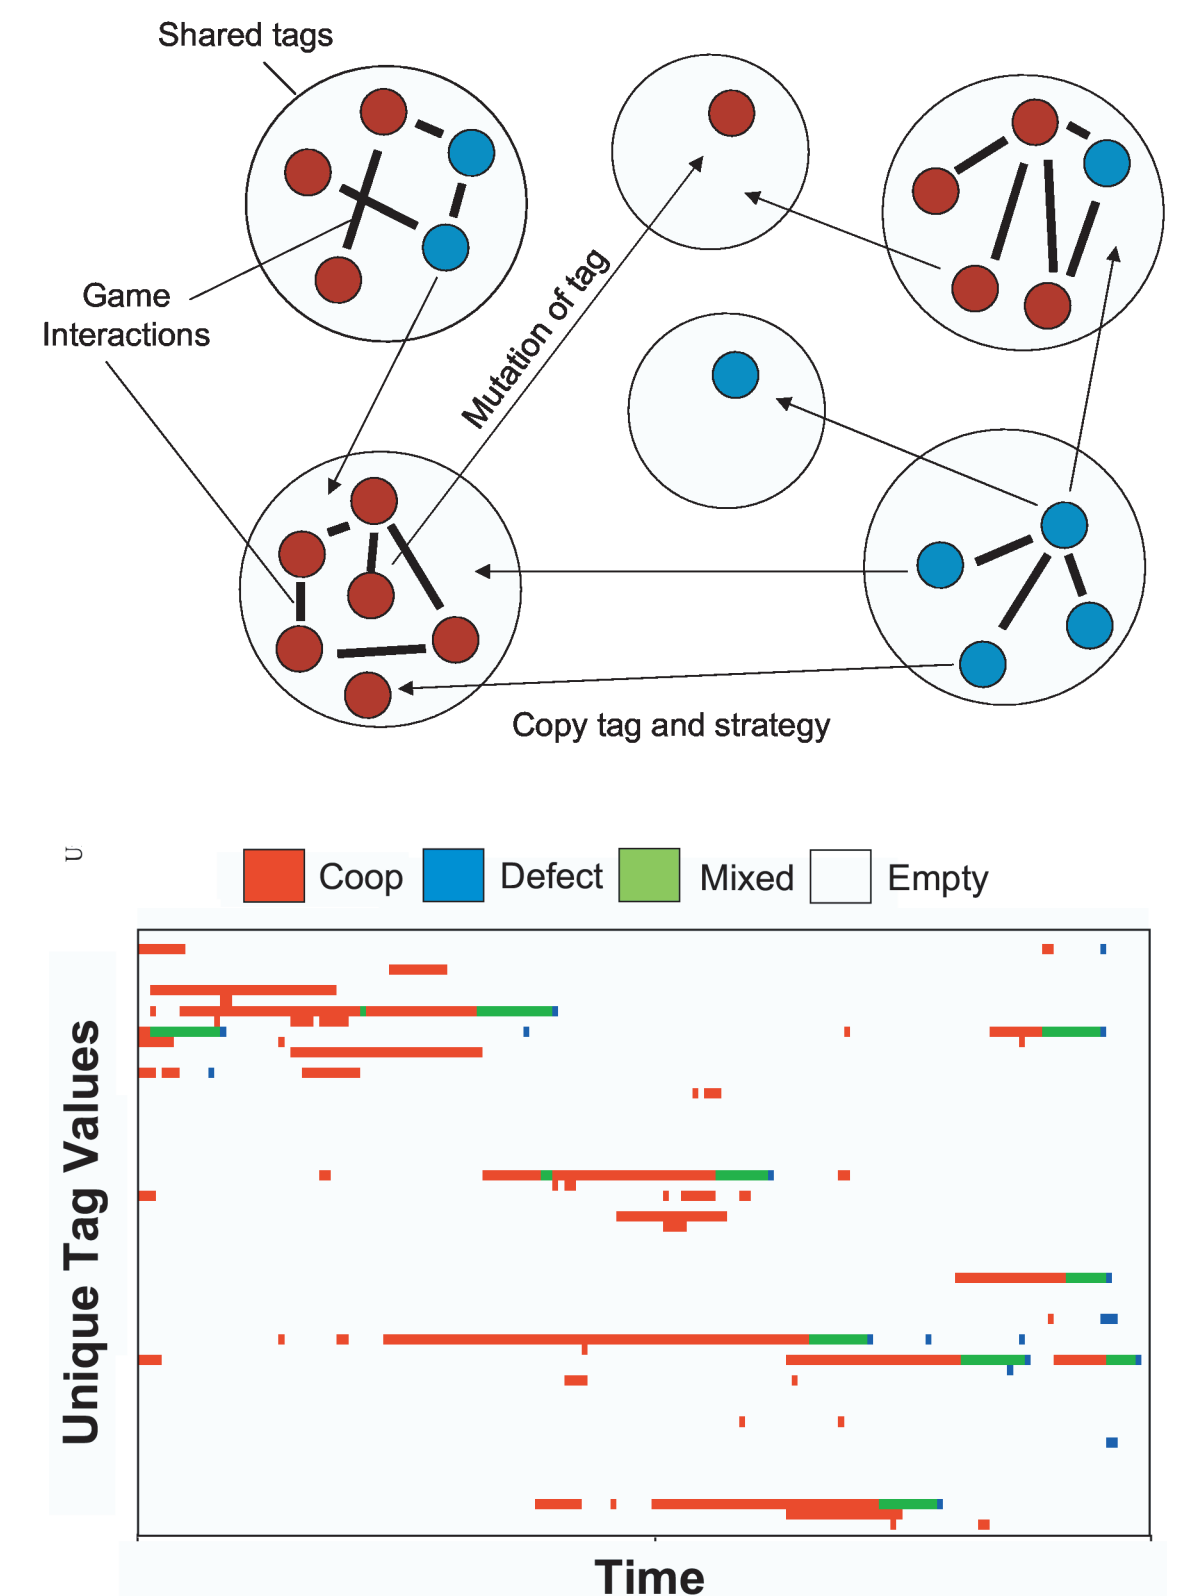 Shared tags
Game
Interactions
Mutation of tag
Copy tag and strategy
U
Coop
Defect
Mixed
Empty
Unique Tag Values
Time